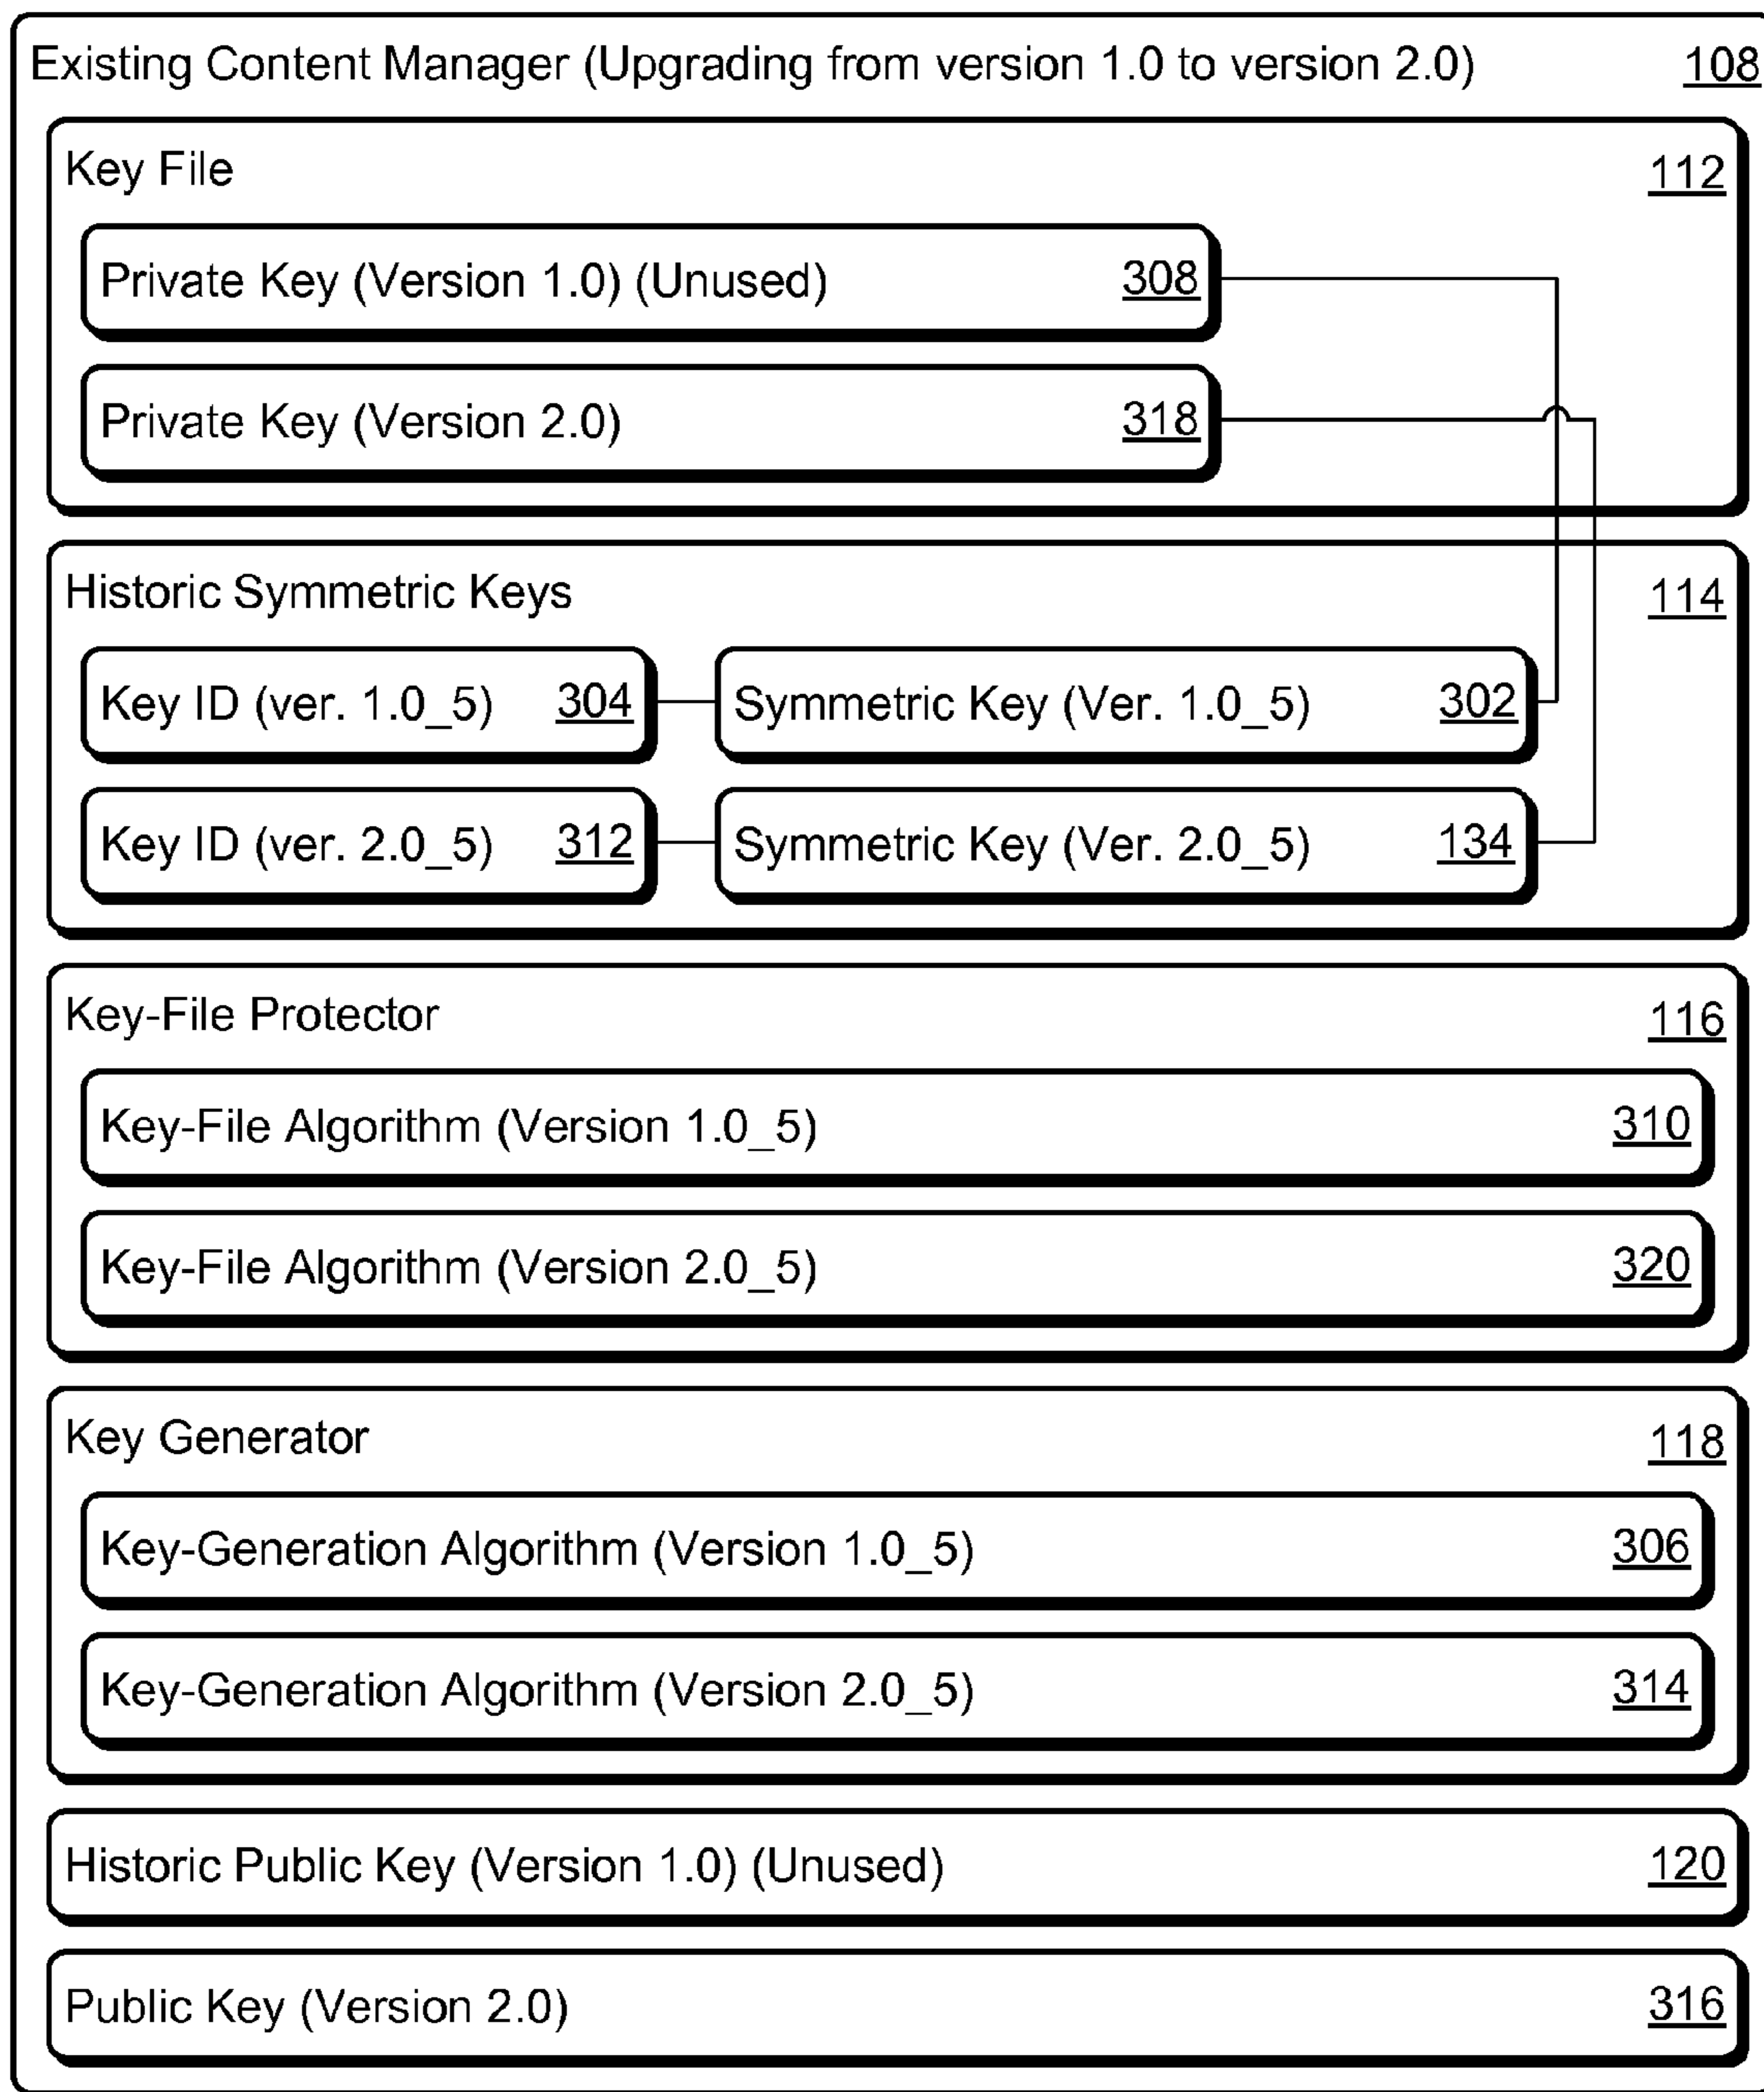 Existing Content Manager (Upgrading from version 1.0 to version 2.0) 108
Key File 112
Private Key (Version 1.0) (Unused) 308
Private Key (Version 2.0) 318
Historic Symmetric Keys 114
Key ID (ver. 1.0_5) 304 Symmetric Key (Ver. 1.0_5) 302
Key ID (ver. 2.0_5) 312 Symmetric Key (Ver. 2.0_5) 134
Key-File Protector 116
Key-File Algorithm (Version 1.0_5) 310
Key-File Algorithm (Version 2.0_5) 320
Key Generator 118
Key-Generation Algorithm (Version 1.0_5) 306
Key-Generation Algorithm (Version 2.0_5) 314
Historic Public Key (Version 1.0) (Unused) 120
Public Key (Version 2.0) 316